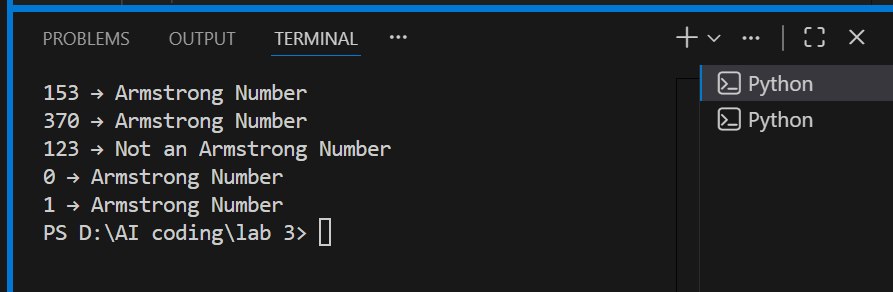 PROBLEMS OUTPUT TERMINAL ...
153 → Armstrong Number
370 → Armstrong Number
123 → Not an Armstrong Number
0 → Armstrong Number
1 → Armstrong Number
PS D:\AI coding\lab 3>
Python
Python